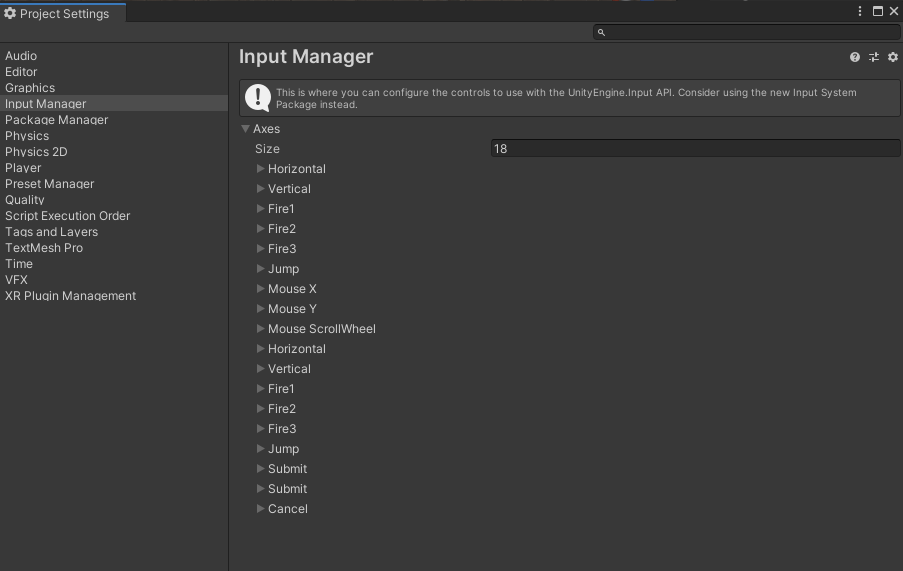 Project Settings
Audio
Editor
Graphics
Input Manager
Package Manager
Physics
Physics 2D
Player
Preset Manager
Quality
Script Execution Order
Tags and Layers
TextMesh Pro
Time
VFX
XR Plugin Management
Input Manager
This is where you can configure the controls to use with the UnityEngine.Input API. Consider using the new Input System
Package instead.
Axes
Size 18
Horizontal
Vertical
Fire1
Fire2
Fire3
Jump
Mouse X
Mouse Y
Mouse ScrollWheel
Horizontal
Vertical
Fire1
Fire2
Fire3
Jump
Submit
Submit
Cancel